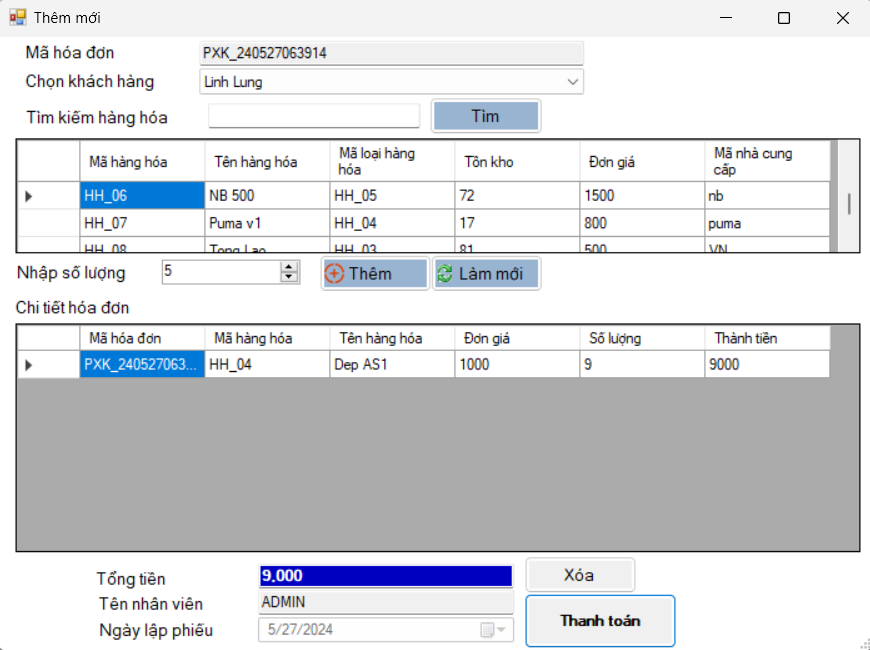 Thêm mới
Mã hóa đơn PXK_240527063914
Chọn khách hàng Linh Lung
Tìm kiếm hàng hóa Tìm
Mã hàng hóa Tên hàng hóa Mã loại hàng hóa Tồn kho Đơn giá Mã nhà cung cấp
HH_06 NB 500 HH_05 72 1500 nb
HH_07 Puma v1 HH_04 17 800 puma
HH_08 Tong Lao HH_03 81 500 VN
Nhập số lượng 5 Thêm Làm mới
Chi tiết hóa đơn
Mã hóa đơn Mã hàng hóa Tên hàng hóa Đơn giá Số lượng Thành tiền
PXK_240527063... HH_04 Dep AS1 1000 9 9000
Tổng tiền 9,000 Xóa
Tên nhân viên ADMIN
Ngày lập phiếu 5/27/2024 Thanh toán